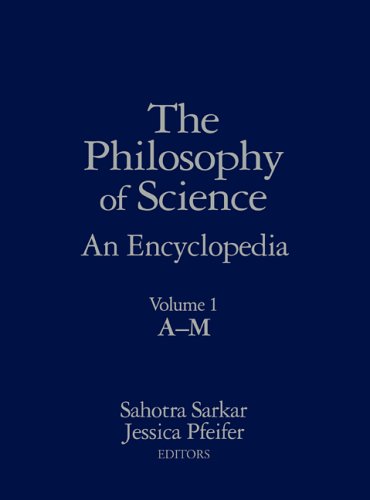 The
Philosophy
of Science
An Encyclopedia
Volume 1
A–M
Sahotra Sarkar
Jessica Pfeifer
EDITORS